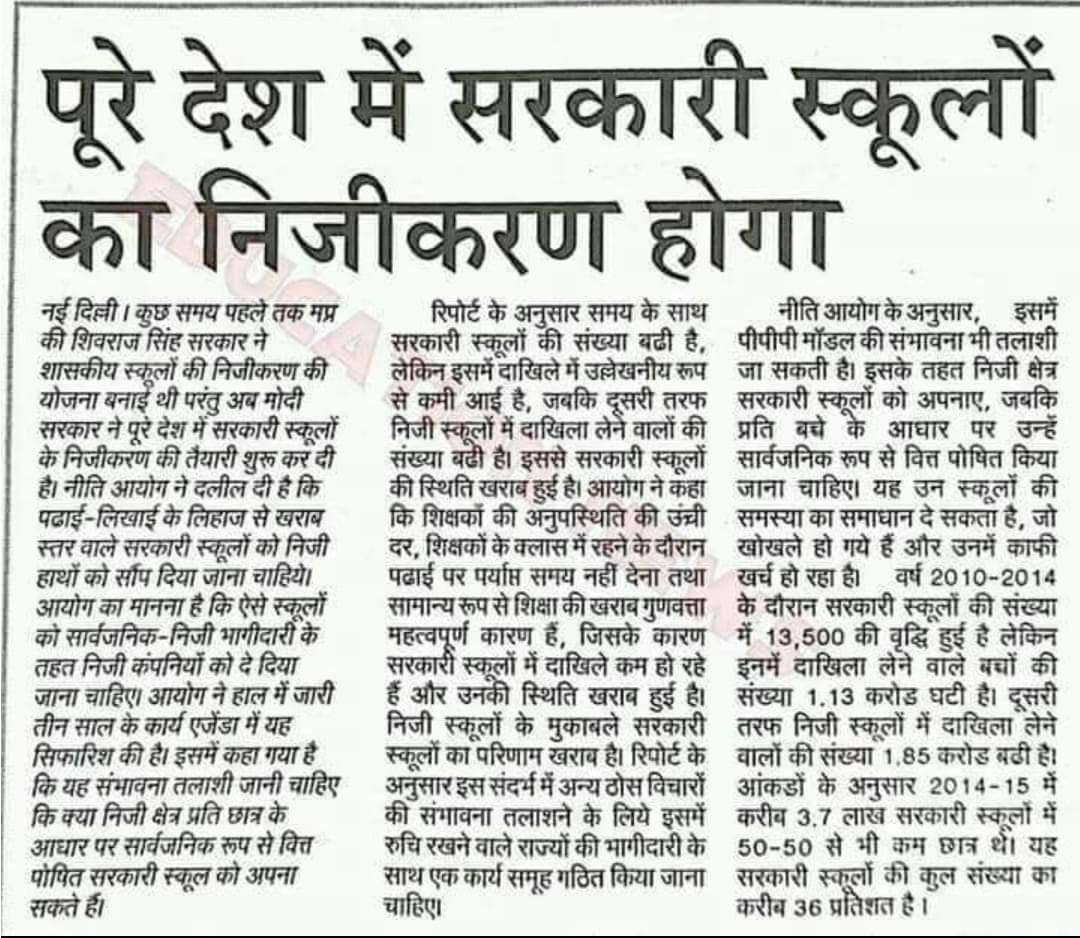 पूरे देश में सरकारी स्कूलों
का निजीकरण होगा
नई दिल्ली। कुछ समय पहले तक मप्र
की शिवराज सिंह सरकार ने
शासकीय स्कूलों की निजीकरण की
योजना बनाई थी परंतु अब मोदी
सरकार ने पूरे देश में सरकारी स्कूलों
के निजीकरण की तैयारी शुरू कर दी
है। नीति आयोग ने दलील दी है कि
पढाई-लिखाई के लिहाज से खराब
स्तर वाले सरकारी स्कूलों को निजी
हाथों को सौंप दिया जाना चाहिये।
आयोग का मानना है कि ऐसे स्कूलों
को सार्वजनिक-निजी भागीदारी के
तहत निजी कंपनियों को दे दिया
जाना चाहिए। आयोग ने हाल में जारी
तीन साल के कार्य एजेंडा में यह
सिफारिश की है। इसमें कहा गया है
कि यह संभावना तलाशी जानी चाहिए
कि क्या निजी क्षेत्र प्रति छात्र के
आधार पर सार्वजनिक रूप से वित्त
पोषित सरकारी स्कूल को अपना
सकते हैं।
रिपोर्ट के अनुसार समय के साथ
सरकारी स्कूलों की संख्या बढी है,
लेकिन इसमें दाखिले में उल्लेखनीय रूप
से कमी आई है, जबकि दूसरी तरफ
निजी स्कूलों में दाखिला लेने वालों की
संख्या बढी है। इससे सरकारी स्कूलों
की स्थिति खराब हुई है। आयोग ने कहा
कि शिक्षकों की अनुपस्थिति की उंची
दर, शिक्षकों के क्लास में रहने के दौरान
पढाई पर पर्याप्त समय नहीं देना तथा
सामान्य रूप से शिक्षा की खराब गुणवत्ता
महत्वपूर्ण कारण हैं, जिसके कारण
सरकारी स्कूलों में दाखिले कम हो रहे
हैं और उनकी स्थिति खराब हुई है।
निजी स्कूलों के मुकाबले सरकारी
स्कूलों का परिणाम खराब है। रिपोर्ट के
अनुसार इस संदर्भ में अन्य ठोस विचारों
की संभावना तलाशने के लिये इसमें
रुचि रखने वाले राज्यों की भागीदारी के
साथ एक कार्य समूह गठित किया जाना
चाहिए।
नीति आयोग के अनुसार, इसमें
पीपीपी मॉडल की संभावना भी तलाशी
जा सकती है। इसके तहत निजी क्षेत्र
सरकारी स्कूलों को अपनाए, जबकि
प्रति बचे के आधार पर उन्हें
सार्वजनिक रूप से वित्त पोषित किया
जाना चाहिए। यह उन स्कूलों की
समस्या का समाधान दे सकता है, जो
खोखले हो गये हैं और उनमें काफी
खर्च हो रहा है। वर्ष 2010-2014
के दौरान सरकारी स्कूलों की संख्या
में 13,500 की वृद्धि हुई है लेकिन
इनमें दाखिला लेने वाले बचों की
संख्या 1.13 करोड घटी है। दूसरी
तरफ निजी स्कूलों में दाखिला लेने
वालों की संख्या 1.85 करोड बढी है।
आंकडों के अनुसार 2014-15 में
करीब 3.7 लाख सरकारी स्कूलों में
50-50 से भी कम छात्र थे। यह
सरकारी स्कूलों की कुल संख्या का
करीब 36 प्रतिशत है।